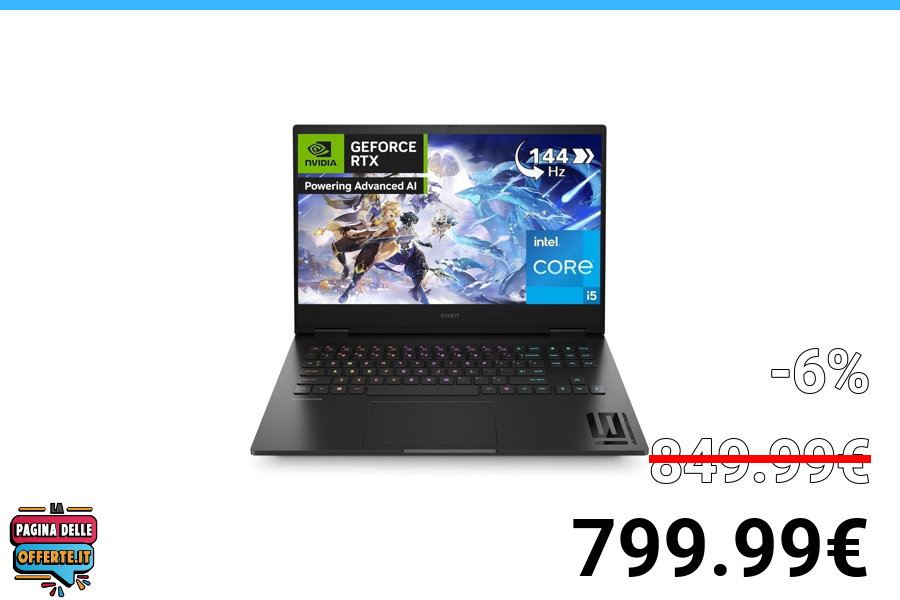 NVIDIA
GEFORCE
RTX
Powering Advanced AI
144
Hz
intel.
CORE
i5
OMEN
-6%
849.99€
799.99€
LA
PAGINA DELLE
OFFERTE.IT